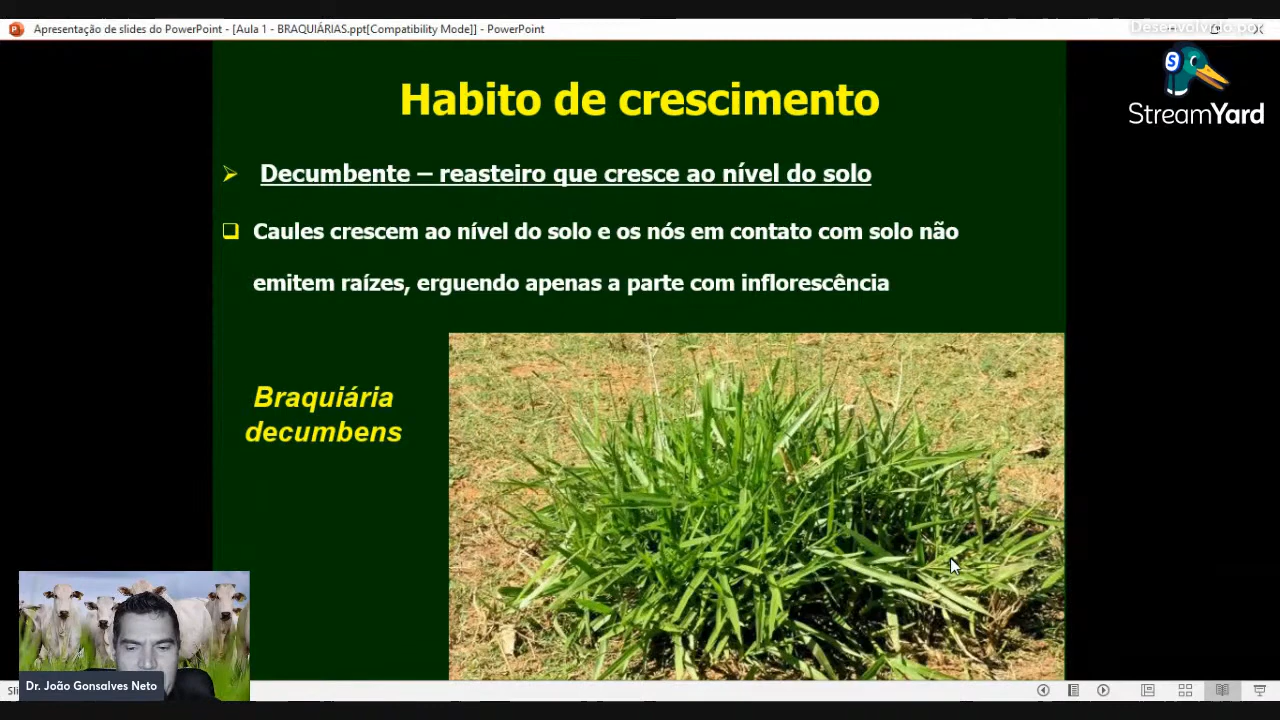 Apresentação de slides do PowerPoint - [Aula 1 - BRAQUIÁRIAS.ppt[Compatibility Mode]] - PowerPoint
Desenvolvido por
StreamYard
Habito de crescimento
Decumbente – reasteiro que cresce ao nível do solo
Caules crescem ao nível do solo e os nós em contato com solo não
emitem raízes, erguendo apenas a parte com inflorescência
Braquiária
decumbens
Dr. João Gonsalves Neto